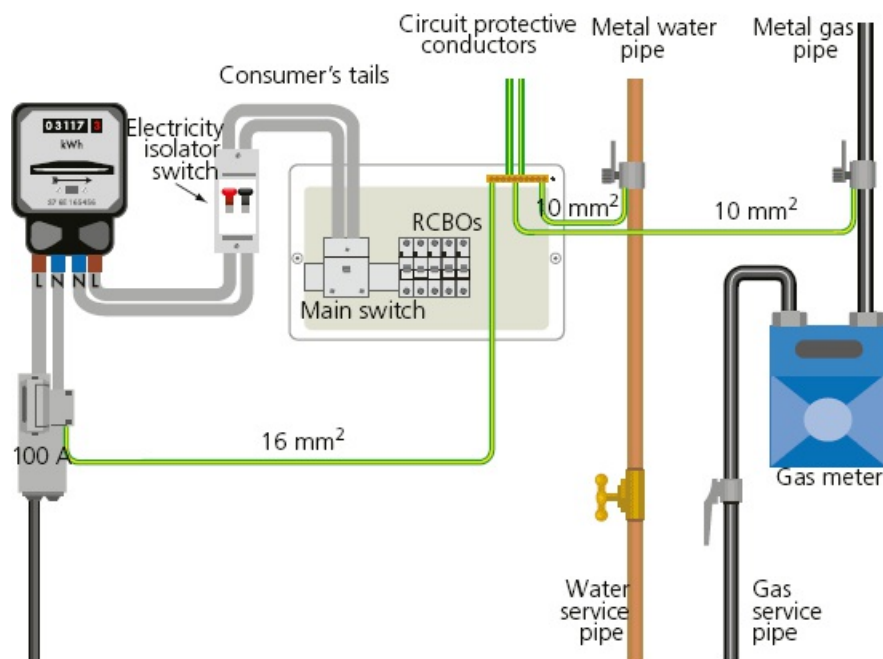 Circuit protective
conductors
Metal water
pipe
Metal gas
pipe
Consumer's tails
03117 3
kWh
Electricity
isolator
switch
L N N L
RCBOs
10 mm²
10 mm²
Main switch
16 mm²
100 A
Gas meter
Water
service
pipe
Gas
service
pipe